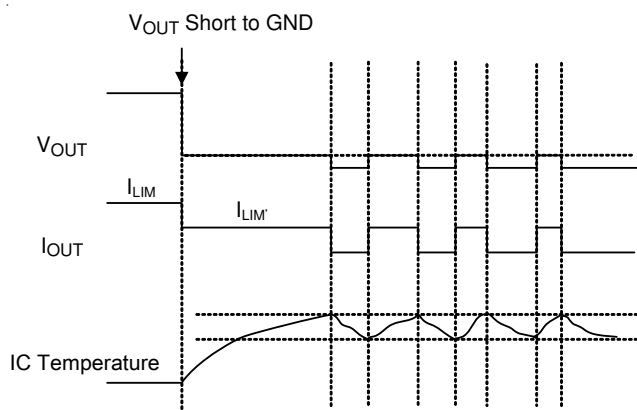 VOUT Short to GND
VOUT
ILIM
ILIM'
IOUT
IC Temperature